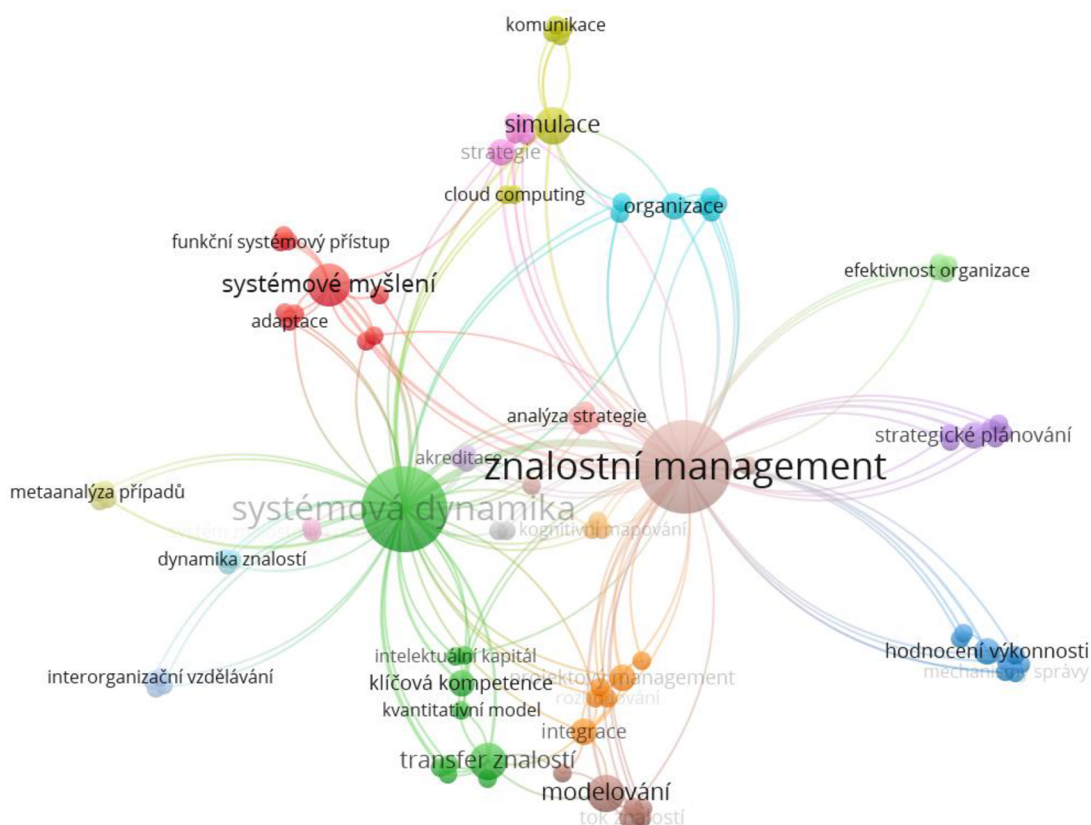 komunikace
simulace
strategie
cloud computing
organizace
funkční systémový přístup
efektivnost organizace
systémové myšlení
adaptace
analýza strategie
strategické plánování
akreditace
znalostní management
metaanalýza případů
systémová dynamika
kognitivní mapování
dynamika znalostí
hodnocení výkonnosti
intelektuální kapitál
mechanismy správy
interorganizační vzdělávání
projektový management
klíčová kompetence
rozhodování
kvantitativní model
integrace
transfer znalostí
modelování
tok znalostí